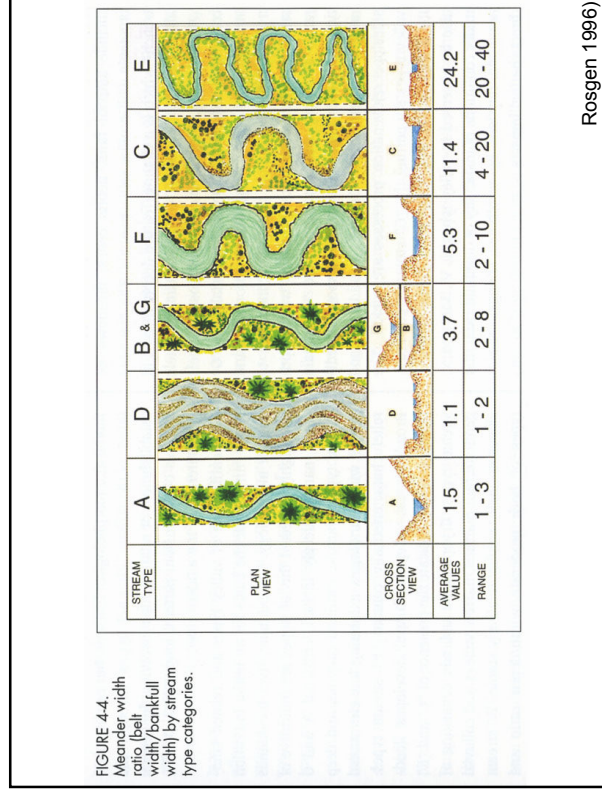 FIGURE 4-4.
Meander width
ratio (belt
width/bankfull
width) by stream
type categories.
STREAM
TYPE
A
D
B & G
F
C
E
PLAN
VIEW
CROSS
SECTION
VIEW
A
D
G
B
F
C
E
AVERAGE
VALUES
1.5
1.1
3.7
5.3
11.4
24.2
RANGE
1 - 3
1 - 2
2 - 8
2 - 10
4 - 20
20 - 40
Rosgen 1996)